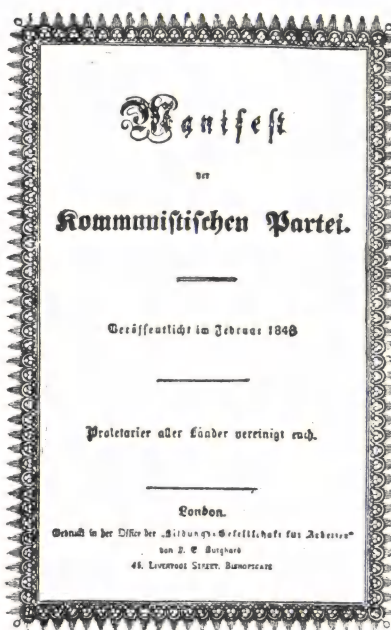 Manifest
der
Kommunistischen Partei.
Veröffentlicht im Februar 1848
Proletarier aller Länder vereinigt euch.
London.
Gedruckt in der Office der „Bildungs-Gesellschaft für Arbeiter“
von J. E. Burghard
46, LIVERPOOL STREET, BISHOPSGATE